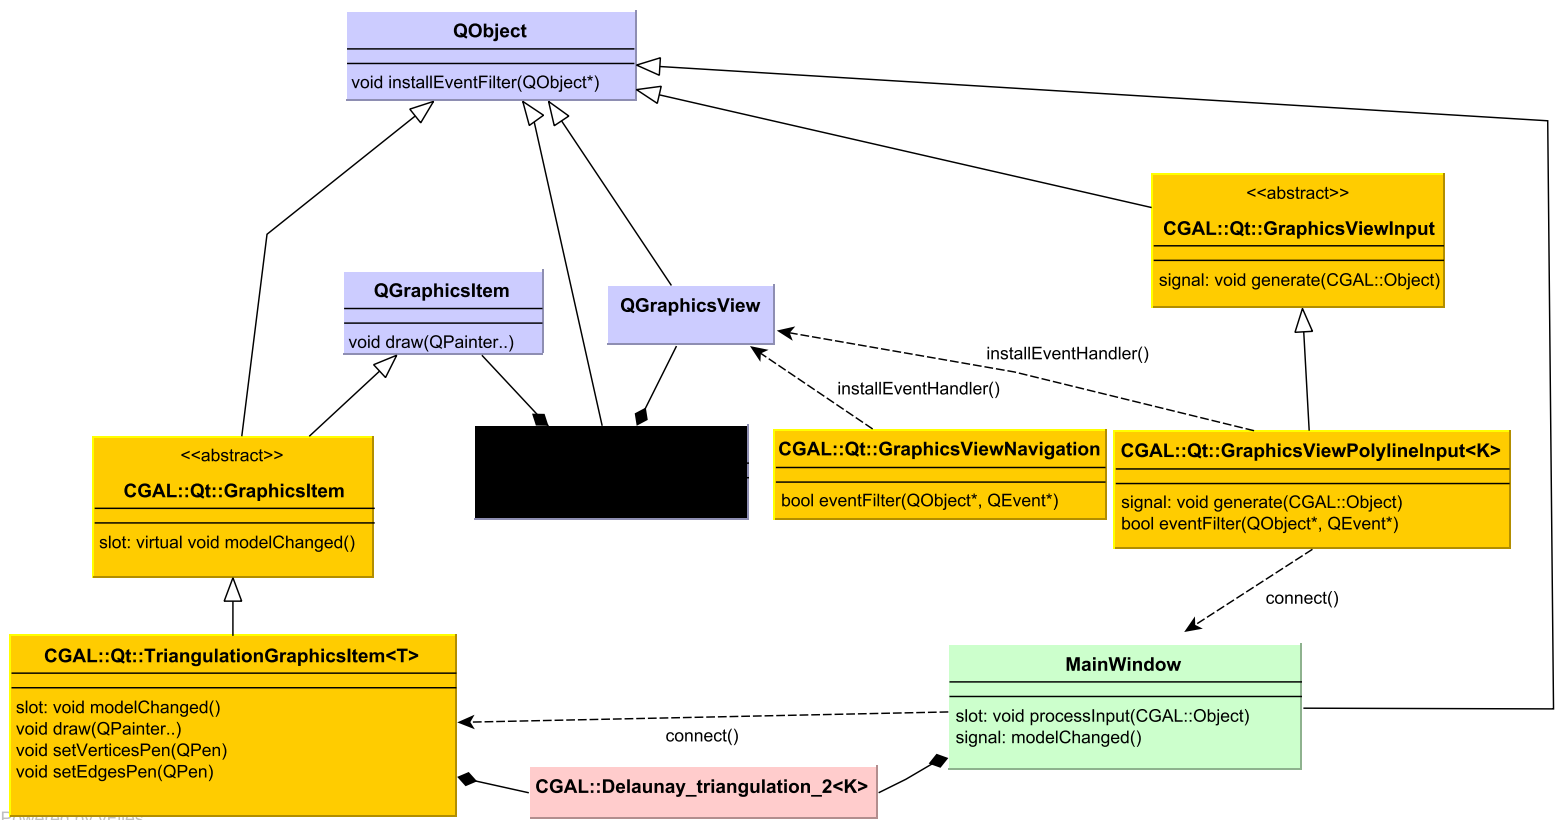 QObject
void installEventFilter(QObject*)
<<abstract>>
CGAL::Qt::GraphicsViewInput
signal: void generate(CGAL::Object)
QGraphicsItem
void draw(QPainter..)
QGraphicsView
installEventHandler()
installEventHandler()
<<abstract>>
CGAL::Qt::GraphicsItem
slot: virtual void modelChanged()
CGAL::Qt::GraphicsViewNavigation
bool eventFilter(QObject*, QEvent*)
CGAL::Qt::GraphicsViewPolylineInput<K>
signal: void generate(CGAL::Object)
bool eventFilter(QObject*, QEvent*)
connect()
CGAL::Qt::TriangulationGraphicsItem<T>
slot: void modelChanged()
void draw(QPainter..)
void setVerticesPen(QPen)
void setEdgesPen(QPen)
MainWindow
slot: void processInput(CGAL::Object)
signal: modelChanged()
connect()
CGAL::Delaunay_triangulation_2<K>